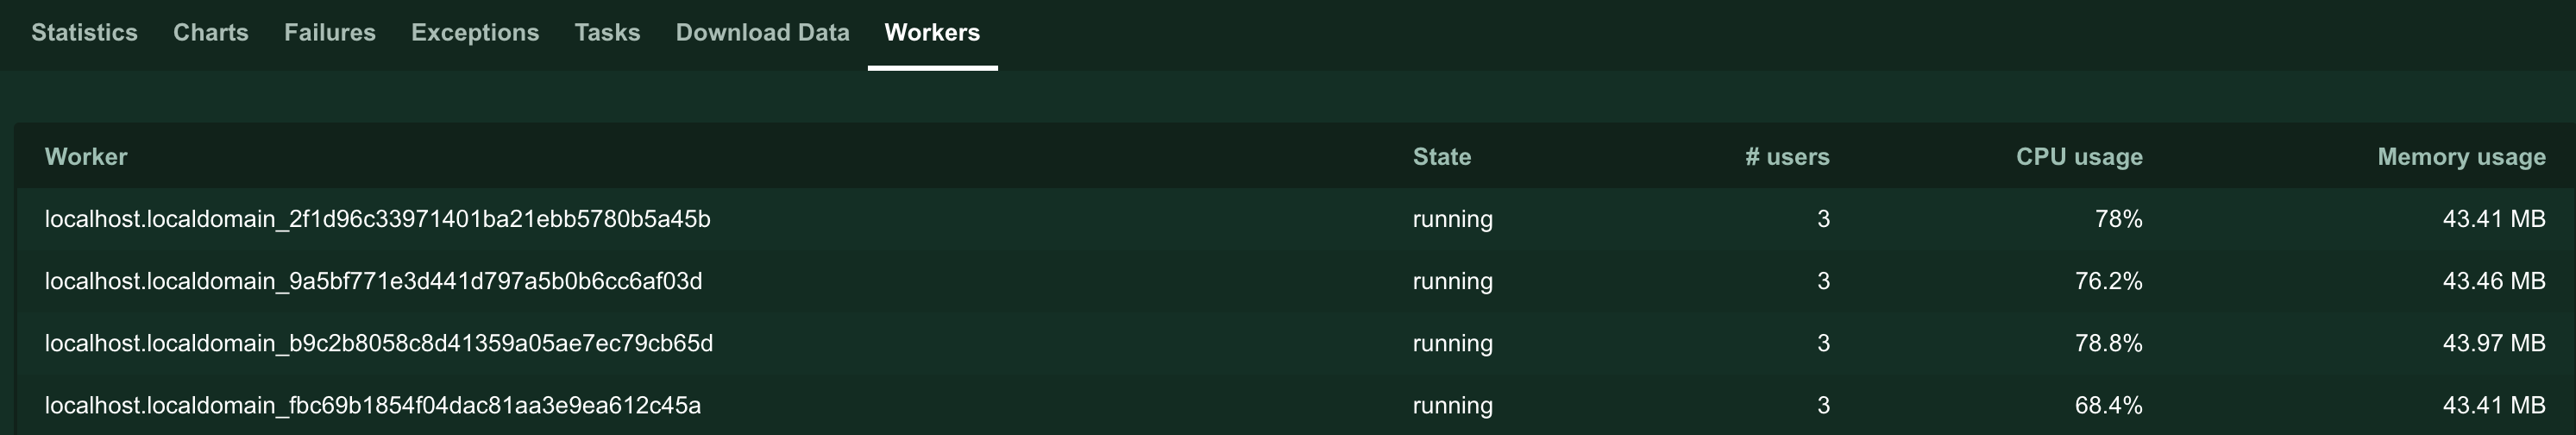 Statistics Charts Failures Exceptions Tasks Download Data Workers
Worker State # users CPU usage Memory usage
localhost.localdomain_2f1d96c33971401ba21ebb5780b5a45b running 3 78% 43.41 MB
localhost.localdomain_9a5bf771e3d441d797a5b0b6cc6af03d running 3 76.2% 43.46 MB
localhost.localdomain_b9c2b8058c8d41359a05ae7ec79cb65d running 3 78.8% 43.97 MB
localhost.localdomain_fbc69b1854f04dac81aa3e9ea612c45a running 3 68.4% 43.41 MB